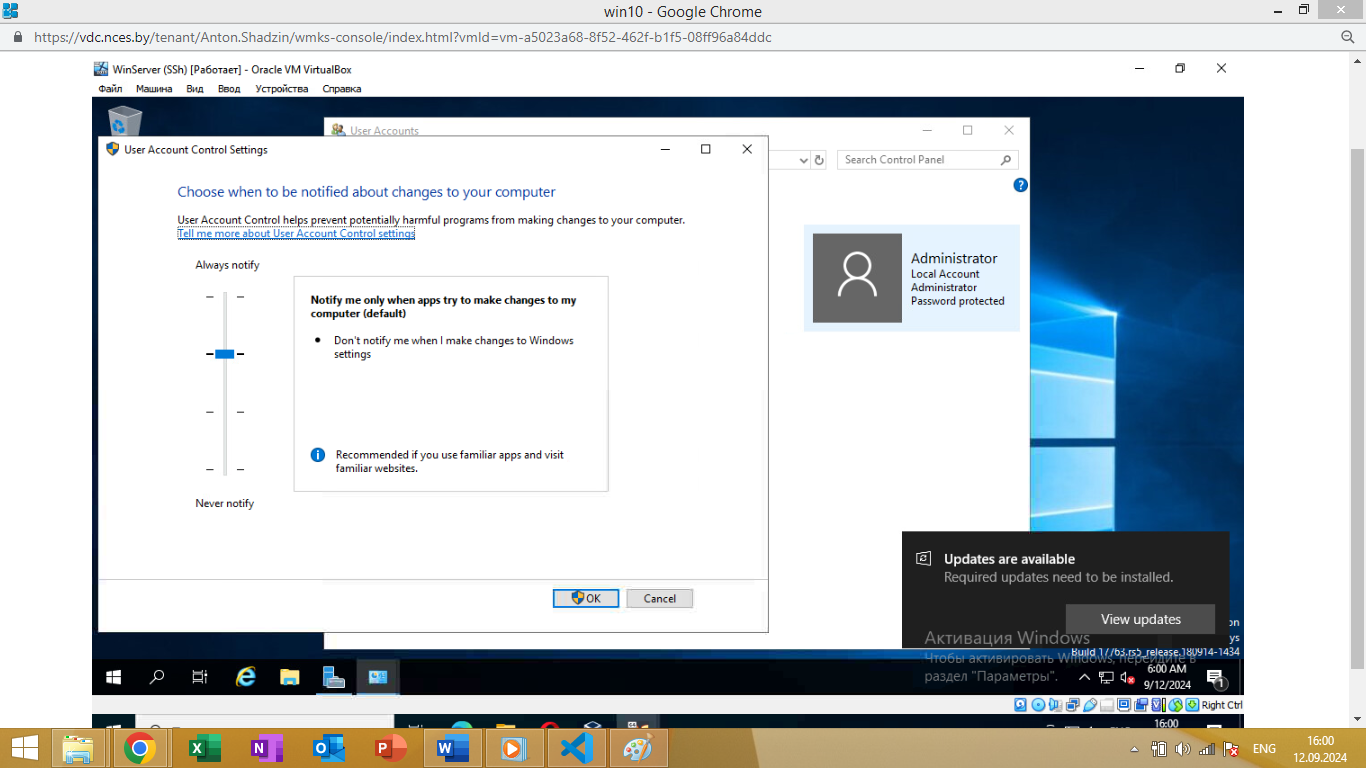 win10 - Google Chrome
https://vdc.nces.by/tenant/Anton.Shadzin/wmks-console/index.html?vmId=vm-a5023a68-8f52-462f-b1f5-08ff96a84ddc
WinServer (SSh) [Работает] - Oracle VM VirtualBox
Файл Машина Вид Ввод Устройства Справка
User Accounts
User Account Control Settings
Search Control Panel
Choose when to be notified about changes to your computer
User Account Control helps prevent potentially harmful programs from making changes to your computer.
Tell me more about User Account Control settings
Always notify
Notify me only when apps try to make changes to my
computer (default)
Don't notify me when I make changes to Windows
settings
Recommended if you use familiar apps and visit
familiar websites.
Never notify
OK
Cancel
Administrator
Local Account
Administrator
Password protected
Updates are available
Required updates need to be installed.
View updates
Активация Windows
Build 17763.rs5_release.180914-1434
Чтобы активировать Windows, перейдите в
раздел "Параметры".
6:00 AM
9/12/2024
1
Right Ctrl
16:00
ENG
16:00
12.09.2024